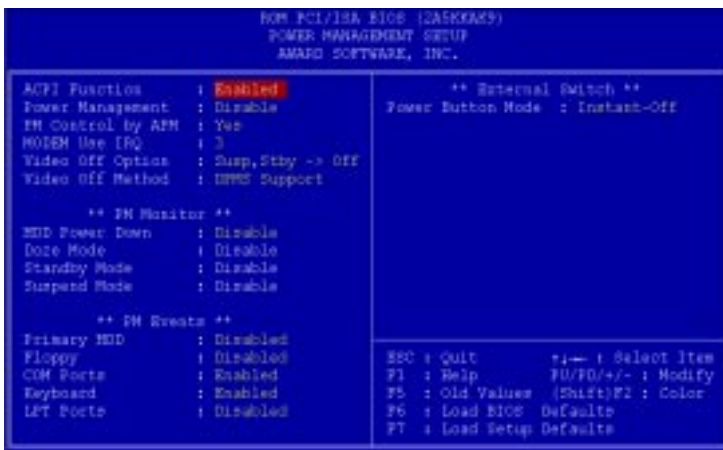 ROM PCI/ISA BIOS (2A5KKAK9)
POWER MANAGEMENT SETUP
AWARD SOFTWARE, INC.
ACPI Function : Enabled
Power Management : Disable
PM Control by APM : Yes
MODEM Use IRQ : 3
Video Off Option : Susp,Stby -> Off
Video Off Method : DPMS Support
** PM Monitor **
HDD Power Down : Disable
Doze Mode : Disable
Standby Mode : Disable
Suspend Mode : Disable
** PM Events **
Primary HDD : Disabled
Floppy : Disabled
COM Ports : Enabled
Keyboard : Enabled
LPT Ports : Disabled
** External Switch **
Power Button Mode : Instant-Off
ESC : Quit ↑↓→← : Select Item
F1 : Help PU/PD/+/- : Modify
F5 : Old Values (Shift)F2 : Color
F6 : Load BIOS Defaults
F7 : Load Setup Defaults